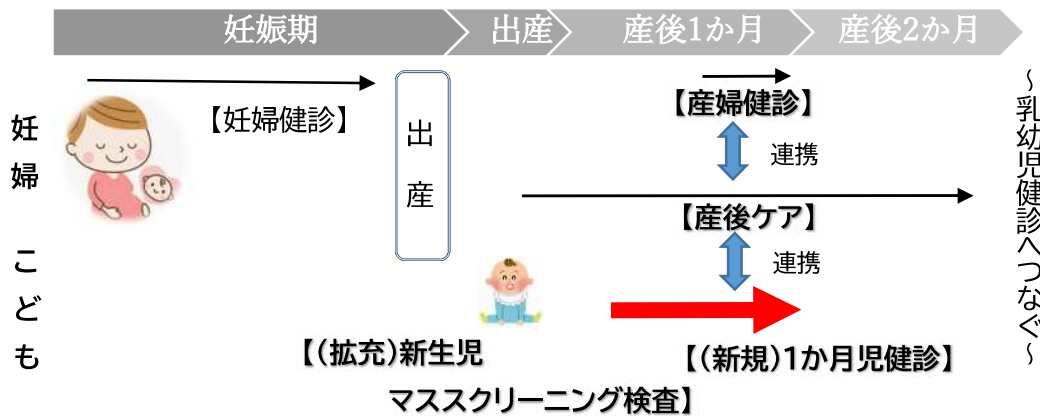 妊娠期
出産
産後1か月
産後2か月
【妊婦健診】
出産
【産婦健診】
連携
【産後ケア】
連携
妊婦 こども
【(拡充)新生児
マススクリーニング検査】
【(新規)1か月児健診】
~乳幼児健診へつなぐ~